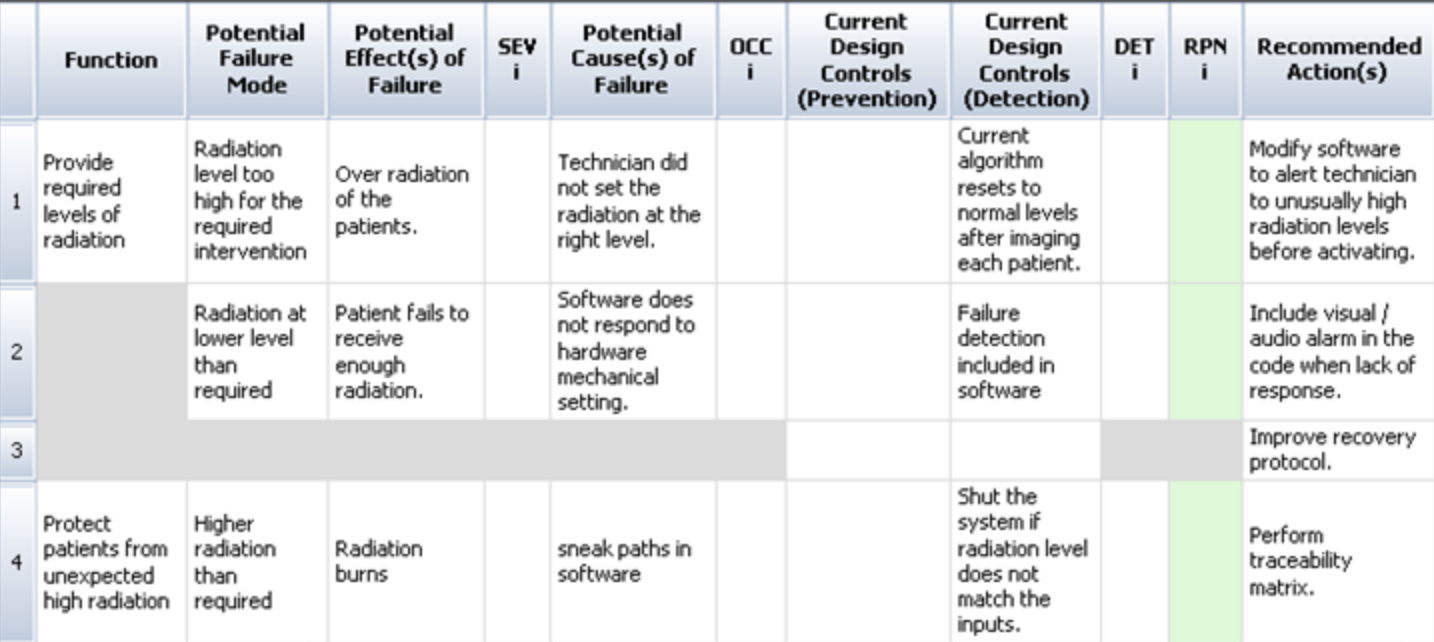 Function
Potential
Failure
Mode
Potential
Effect(s) of
Failure
SEV
i
Potential
Cause(s) of
Failure
OCC
i
Current
Design
Controls
(Prevention)
Current
Design
Controls
(Detection)
DET
i
RPN
i
Recommended
Action(s)
1
Provide
required
levels of
radiation
Radiation
level too
high for the
required
intervention
Over radiation
of the
patients.
Technician did
not set the
radiation at the
right level.
Current
algorithm
resets to
normal levels
after imaging
each patient.
Modify software
to alert technician
to unusually high
radiation levels
before activating.
2
Radiation at
lower level
than
required
Patient fails to
receive
enough
radiation.
Software does
not respond to
hardware
mechanical
setting.
Failure
detection
included in
software
Include visual /
audio alarm in the
code when lack of
response.
3
Improve recovery
protocol.
4
Protect
patients from
unexpected
high radiation
Higher
radiation
than
required
Radiation
burns
sneak paths in
software
Shut the
system if
radiation level
does not
match the
inputs.
Perform
traceability
matrix.